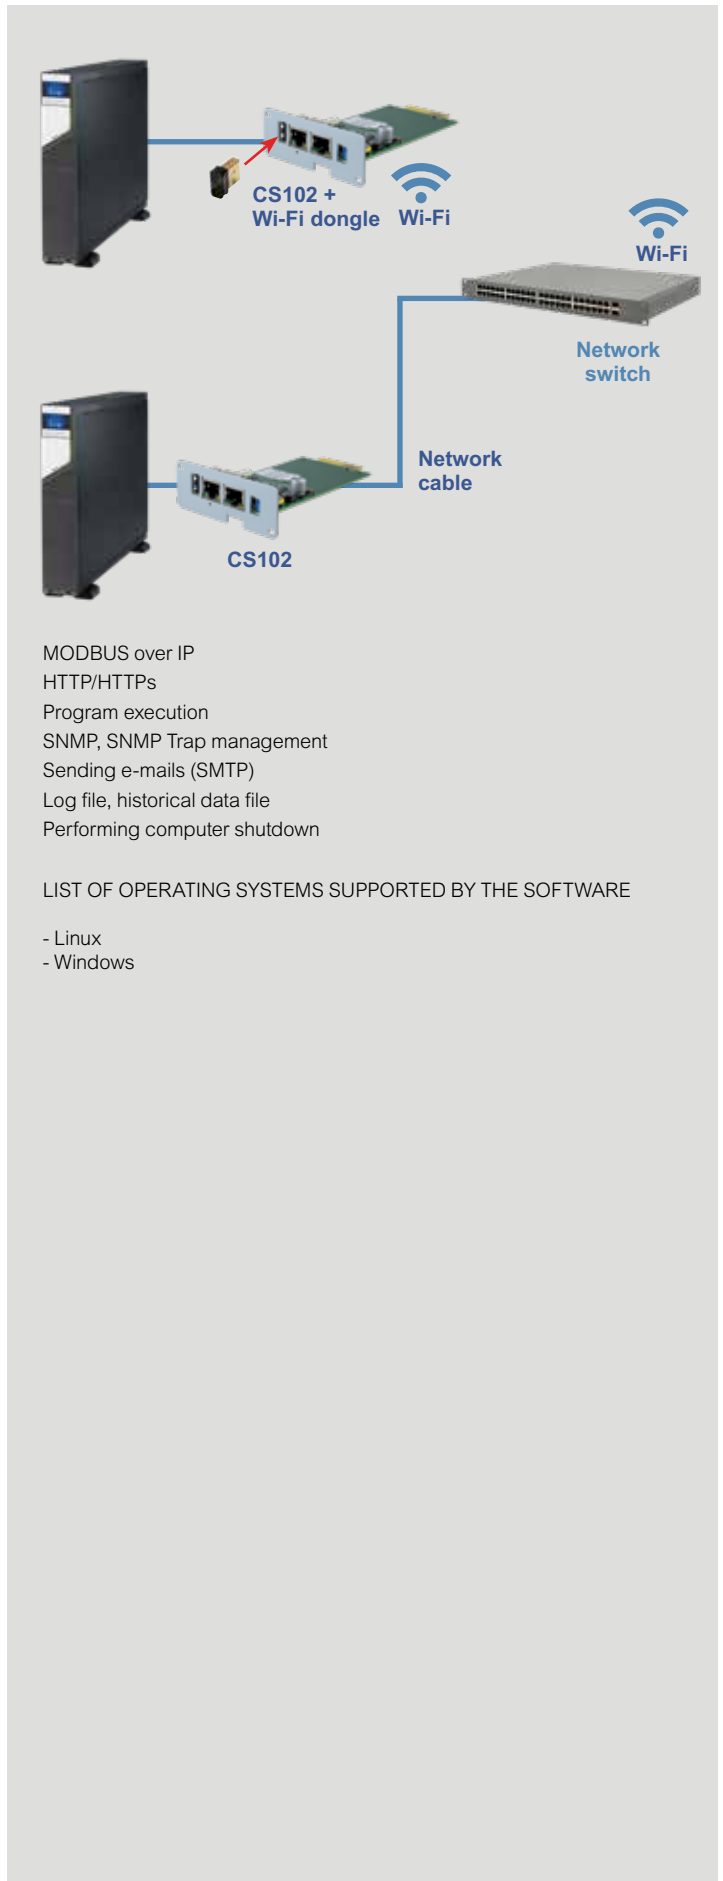 CS102 +
Wi-Fi dongle
Wi-Fi
Wi-Fi
Network
switch
Network
cable
CS102
MODBUS over IP
HTTP/HTTPs
Program execution
SNMP, SNMP Trap management
Sending e-mails (SMTP)
Log file, historical data file
Performing computer shutdown
LIST OF OPERATING SYSTEMS SUPPORTED BY THE SOFTWARE
- Linux
- Windows